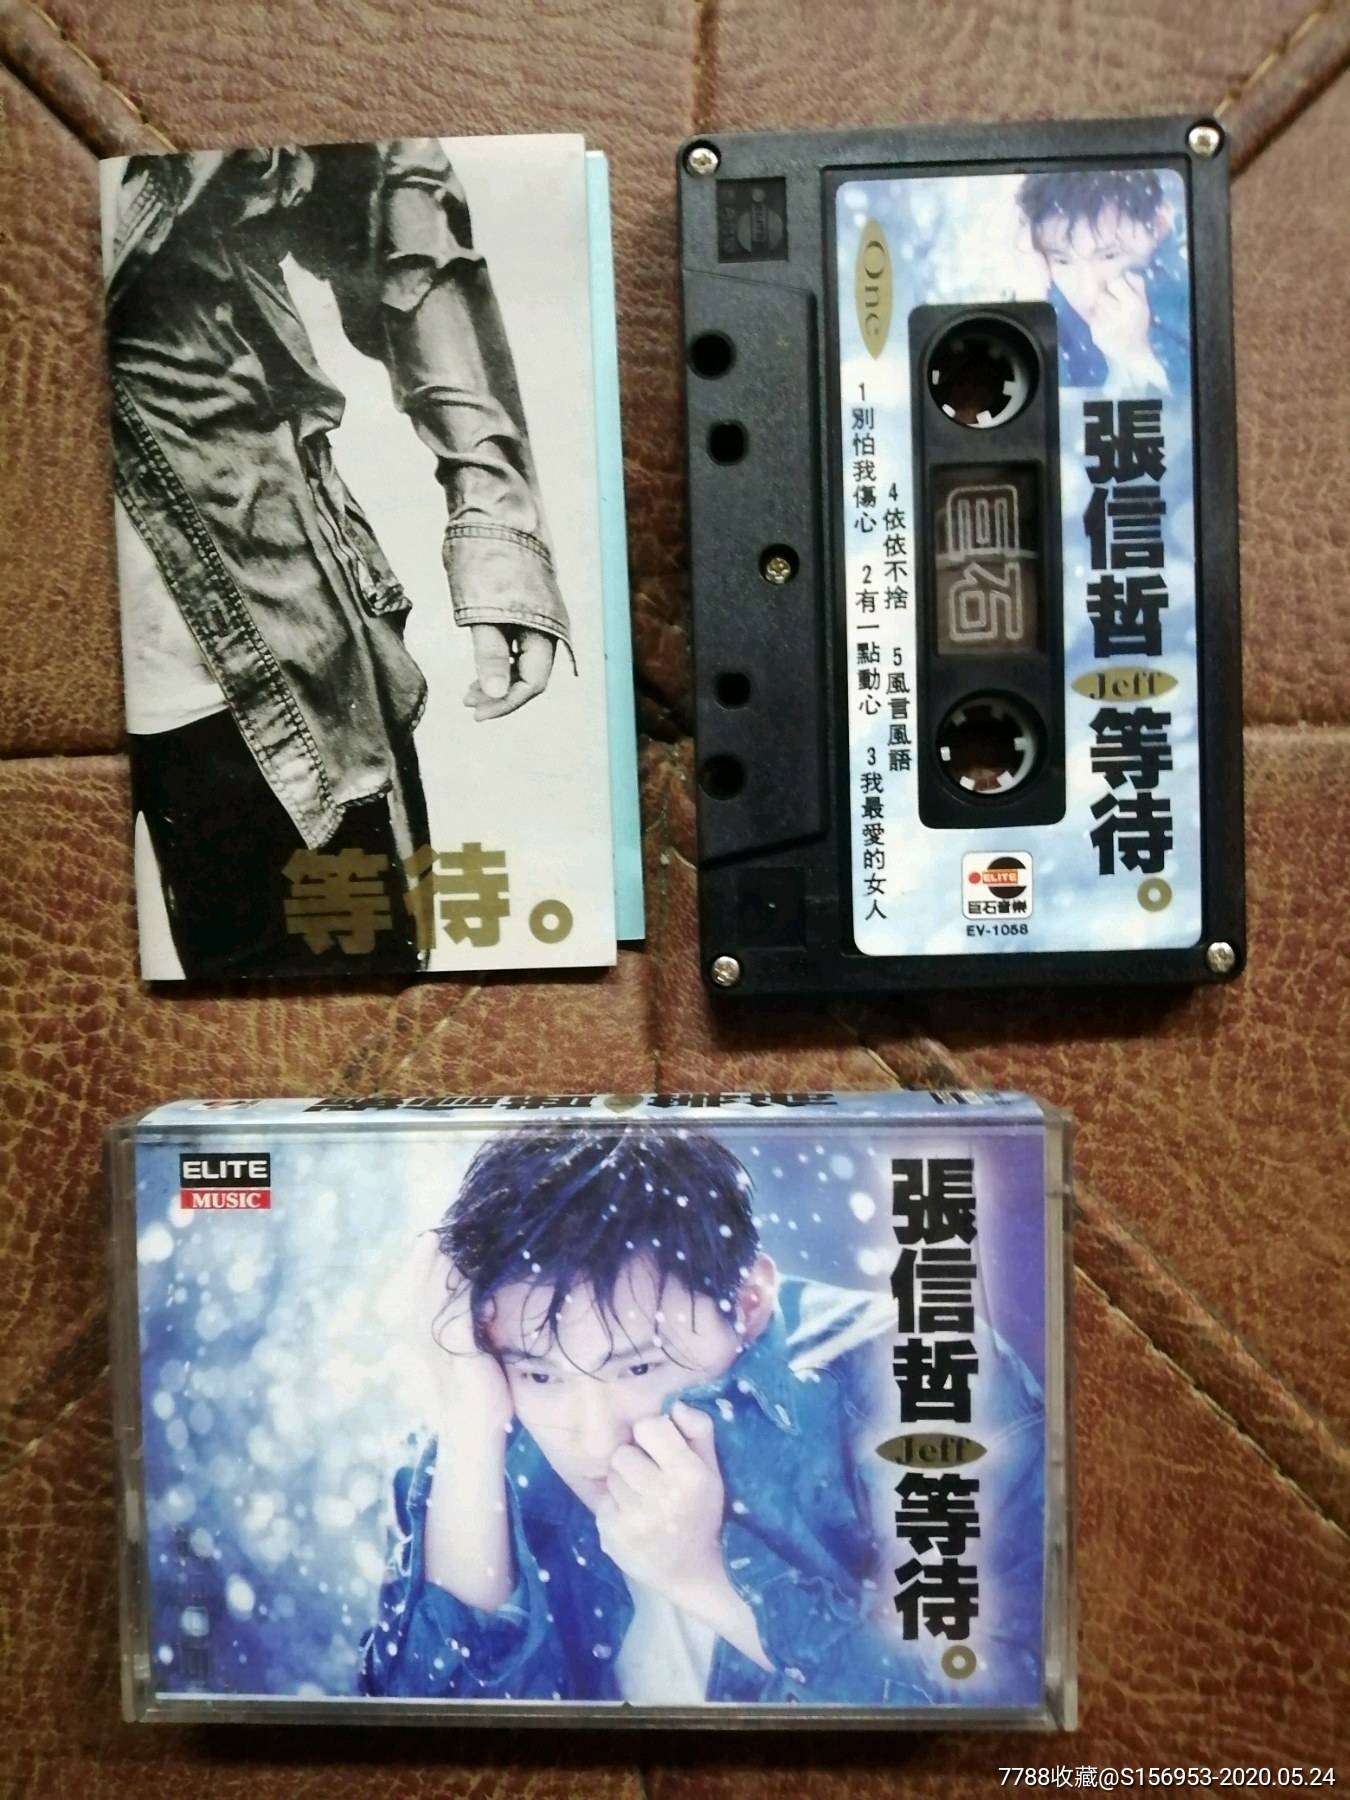 等待。
One
1別怕我傷心 2有一點動心 3我最愛的女人
4依依不捨 5風言風語
巨石
張信哲
Jeff
等待。
ELITE
巨石音樂
EV-1058
ELITE
MUSIC
張信哲
Jeff
等待。
7788收藏@S156953-2020.05.24